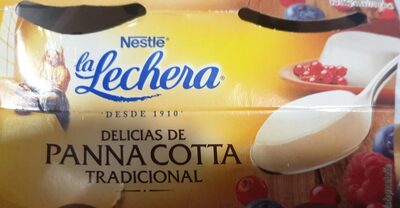 Nestlé
la
Lechera
DESDE 1910
DELICIAS DE
PANNA COTTA
TRADICIONAL